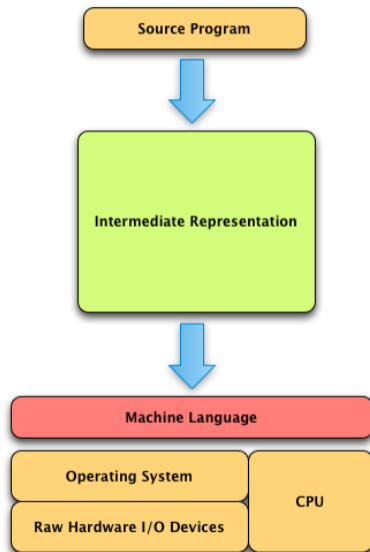 Source Program
Intermediate Representation
Machine Language
Operating System
CPU
Raw Hardware I/O Devices